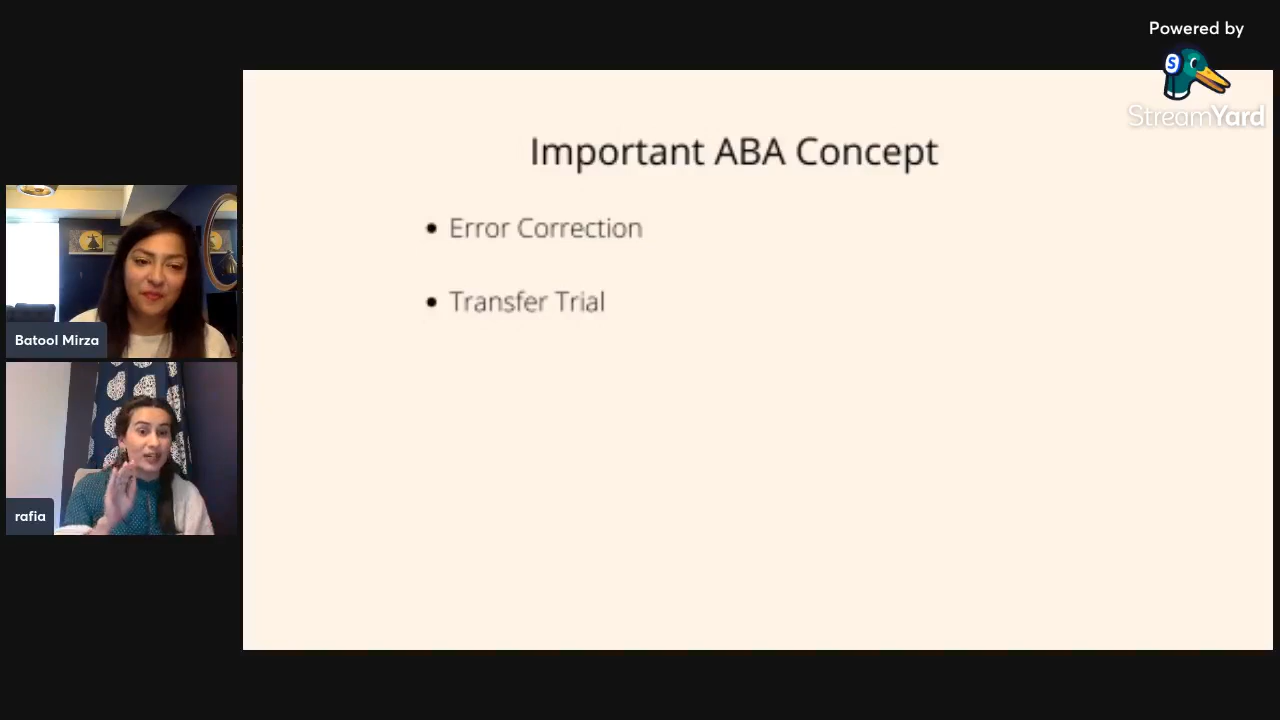 Powered by
S
StreamYard
Important ABA Concept
Error Correction
Transfer Trial
Batool Mirza
rafia